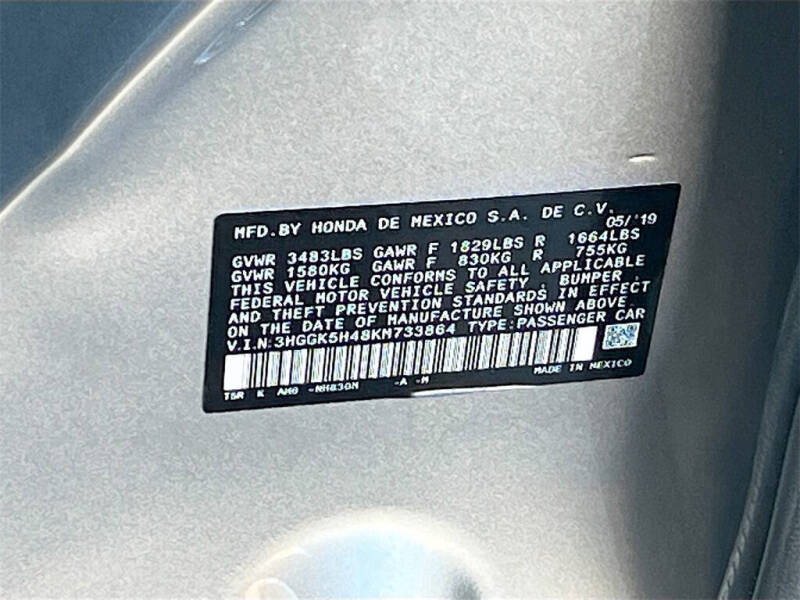 MFD.BY HONDA DE MEXICO S.A. DE C.V.
05/'19
GVWR 3483LBS GAWR F 1829LBS R 1664LBS
GVWR 1580KG GAWR F 830KG R 755KG
THIS VEHICLE CONFORMS TO ALL APPLICABLE
FEDERAL MOTOR VEHICLE SAFETY, BUMPER,
AND THEFT PREVENTION STANDARDS IN EFFECT
ON THE DATE OF MANUFACTURE SHOWN ABOVE.
V.I.N:3HGGK5H48KM733864 TYPE:PASSENGER CAR
T5R K AM0 -NH830M -A -M MADE IN MEXICO